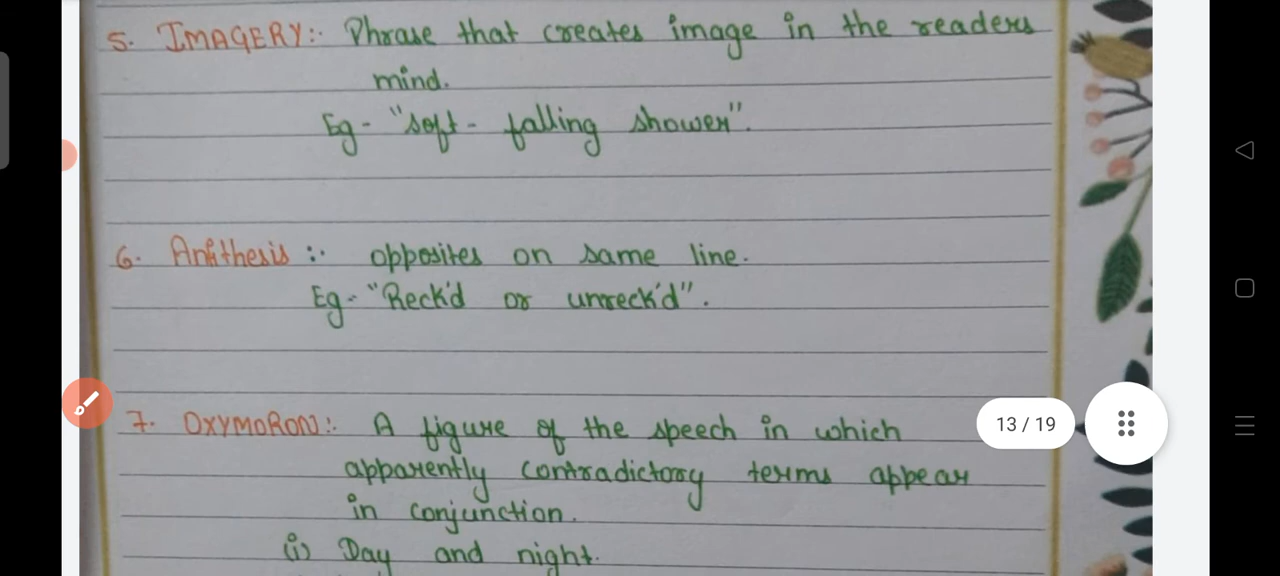 5. IMAGERY:- Phrase that creates image in the readers
mind.
Eg- "soft- falling shower".
6. Antithesis :- opposites on same line.
Eg- "Reck'd or unreck'd".
13 / 19
7. OXYMORON:- A figure of the speech in which
apparently contradictory terms appear
in conjunction.
(i) Day and night.